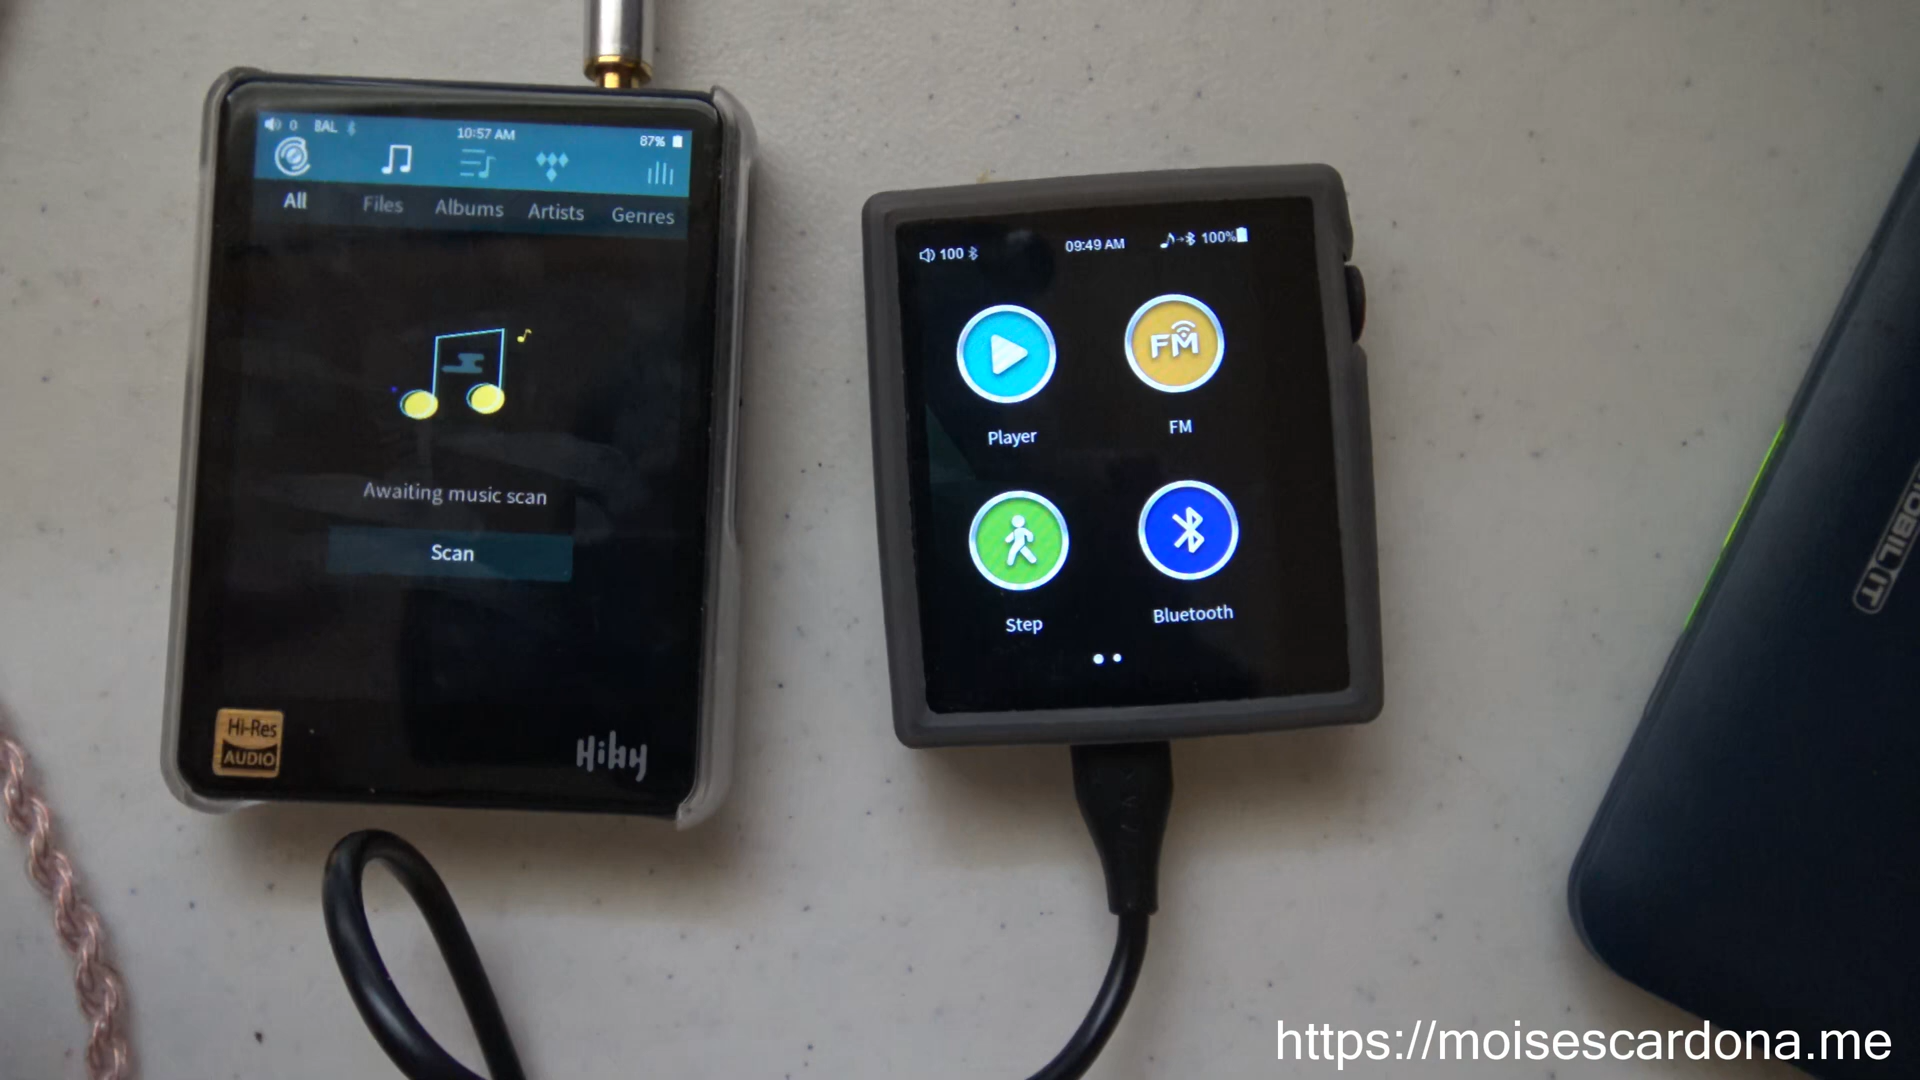 0 BAL 10:57 AM 87%
All Files Albums Artists Genres
Awaiting music scan
Scan
Hi-Res
AUDIO
HiBy
100 09:49 AM 100%
FM
Player FM
Step Bluetooth
https://moisescardona.me